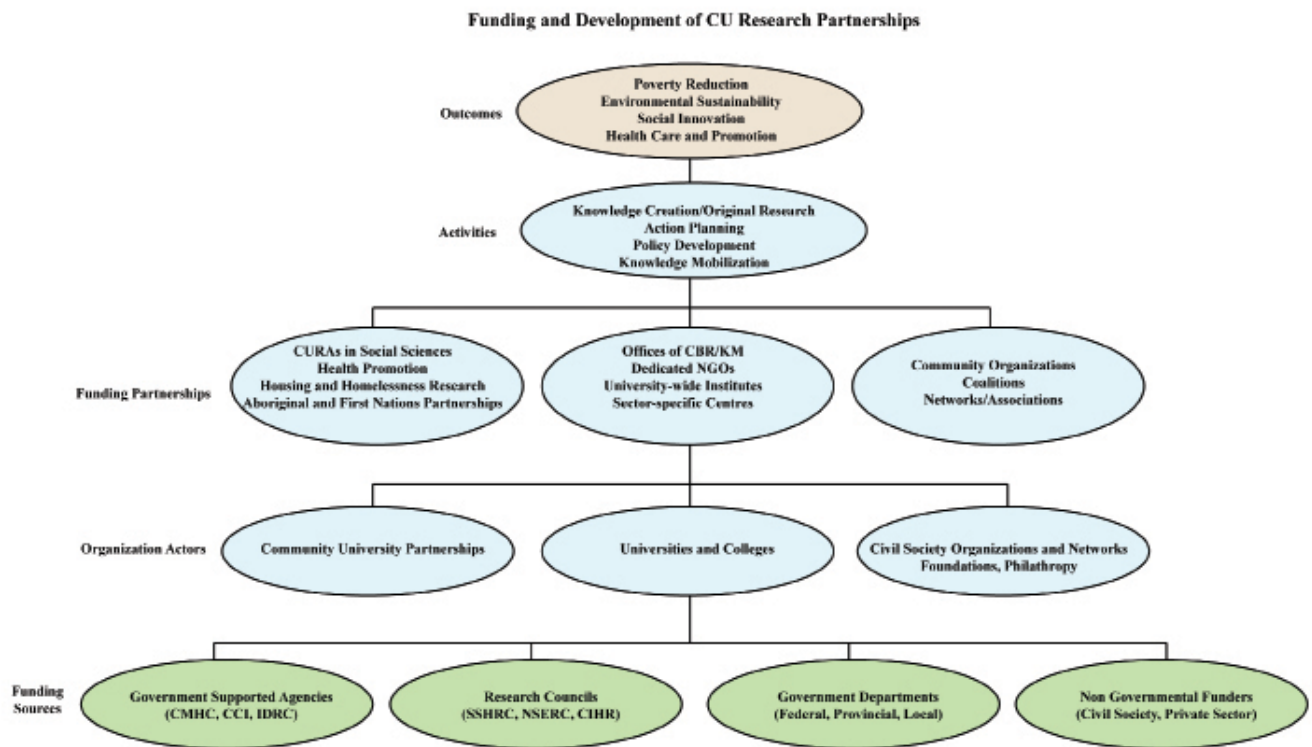 Funding and Development of CU Research Partnerships
Outcomes
Poverty Reduction
Environmental Sustainability
Social Innovation
Health Care and Promotion
Activities
Knowledge Creation/Original Research
Action Planning
Policy Development
Knowledge Mobilization
Funding Partnerships
CURAs in Social Sciences
Health Promotion
Housing and Homelessness Research
Aboriginal and First Nations Partnerships
Offices of CBR/KM
Dedicated NGOs
University-wide Institutes
Sector-specific Centres
Community Organizations
Coalitions
Networks/Associations
Organization Actors
Community University Partnerships
Universities and Colleges
Civil Society Organizations and Networks
Foundations, Philathropy
Funding
Sources
Government Supported Agencies
(CMHC, CCI, IDRC)
Research Councils
(SSHRC, NSERC, CIHR)
Government Departments
(Federal, Provincial, Local)
Non Governmental Funders
(Civil Society, Private Sector)